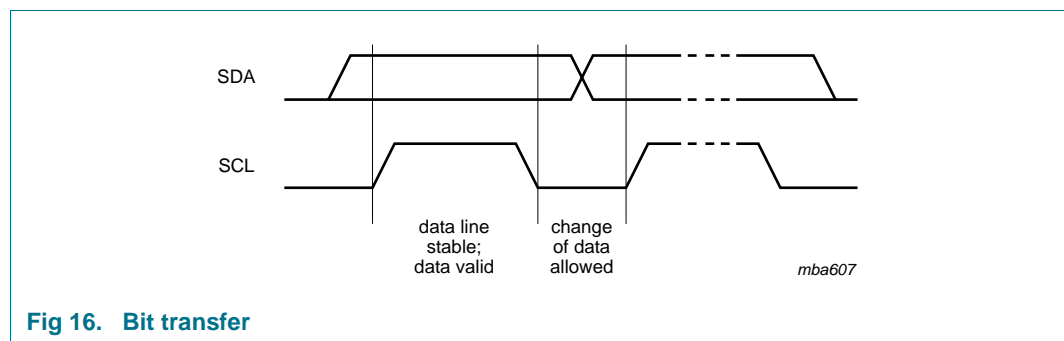 SDA
SCL
data line
stable;
data valid
change
of data
allowed
mba607
Fig 16. Bit transfer